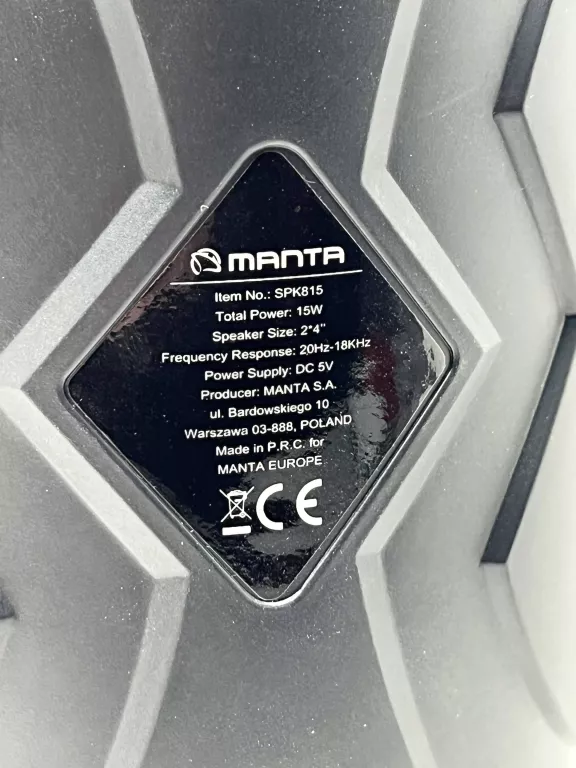 MANTA
Item No.: SPK815
Total Power: 15W
Speaker Size: 2*4"
Frequency Response: 20Hz-18KHz
Power Supply: DC 5V
Producer: MANTA S.A.
ul. Bardowskiego 10
Warszawa 03-888, POLAND
Made in P.R.C. for
MANTA EUROPE
CE